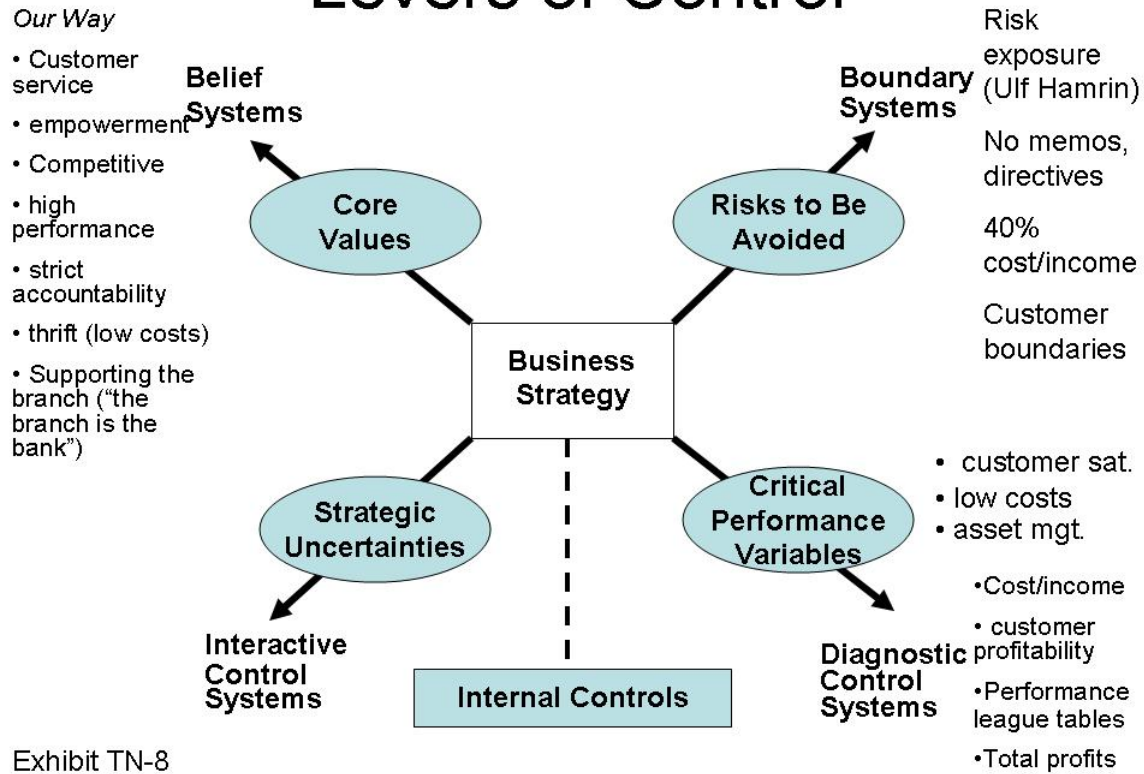 Levers of Control
Our Way
• Customer
service
• empowerment
• Competitive
• high
performance
• strict
accountability
• thrift (low costs)
• Supporting the
branch (“the
branch is the
bank”)
Belief
Systems
Core
Values
Boundary
Systems
Risks to Be
Avoided
Risk
exposure
(Ulf Hamrin)
No memos,
directives
40%
cost/income
Customer
boundaries
Business
Strategy
Strategic
Uncertainties
Interactive
Control
Systems
Internal Controls
Critical
Performance
Variables
• customer sat.
• low costs
• asset mgt.
Diagnostic
Control
Systems
•Cost/income
• customer
profitability
•Performance
league tables
•Total profits
Exhibit TN-8